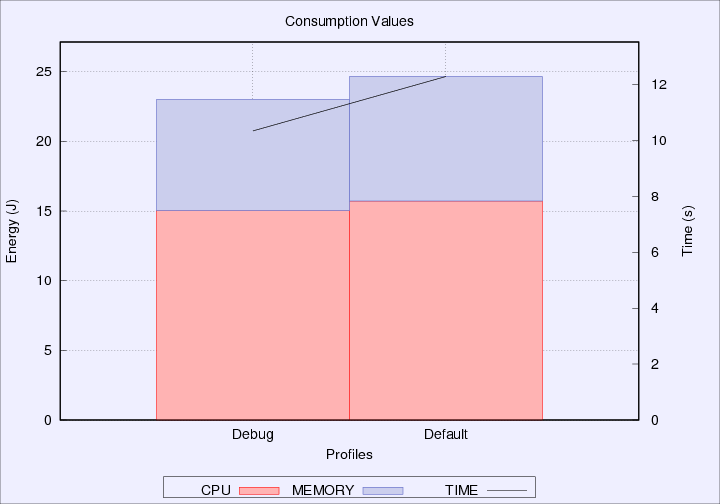 Consumption Values
Energy (J)
25
20
15
10
5
0
12
10
8
6
4
2
0
Time (s)
Debug Default
Profiles
CPU MEMORY TIME